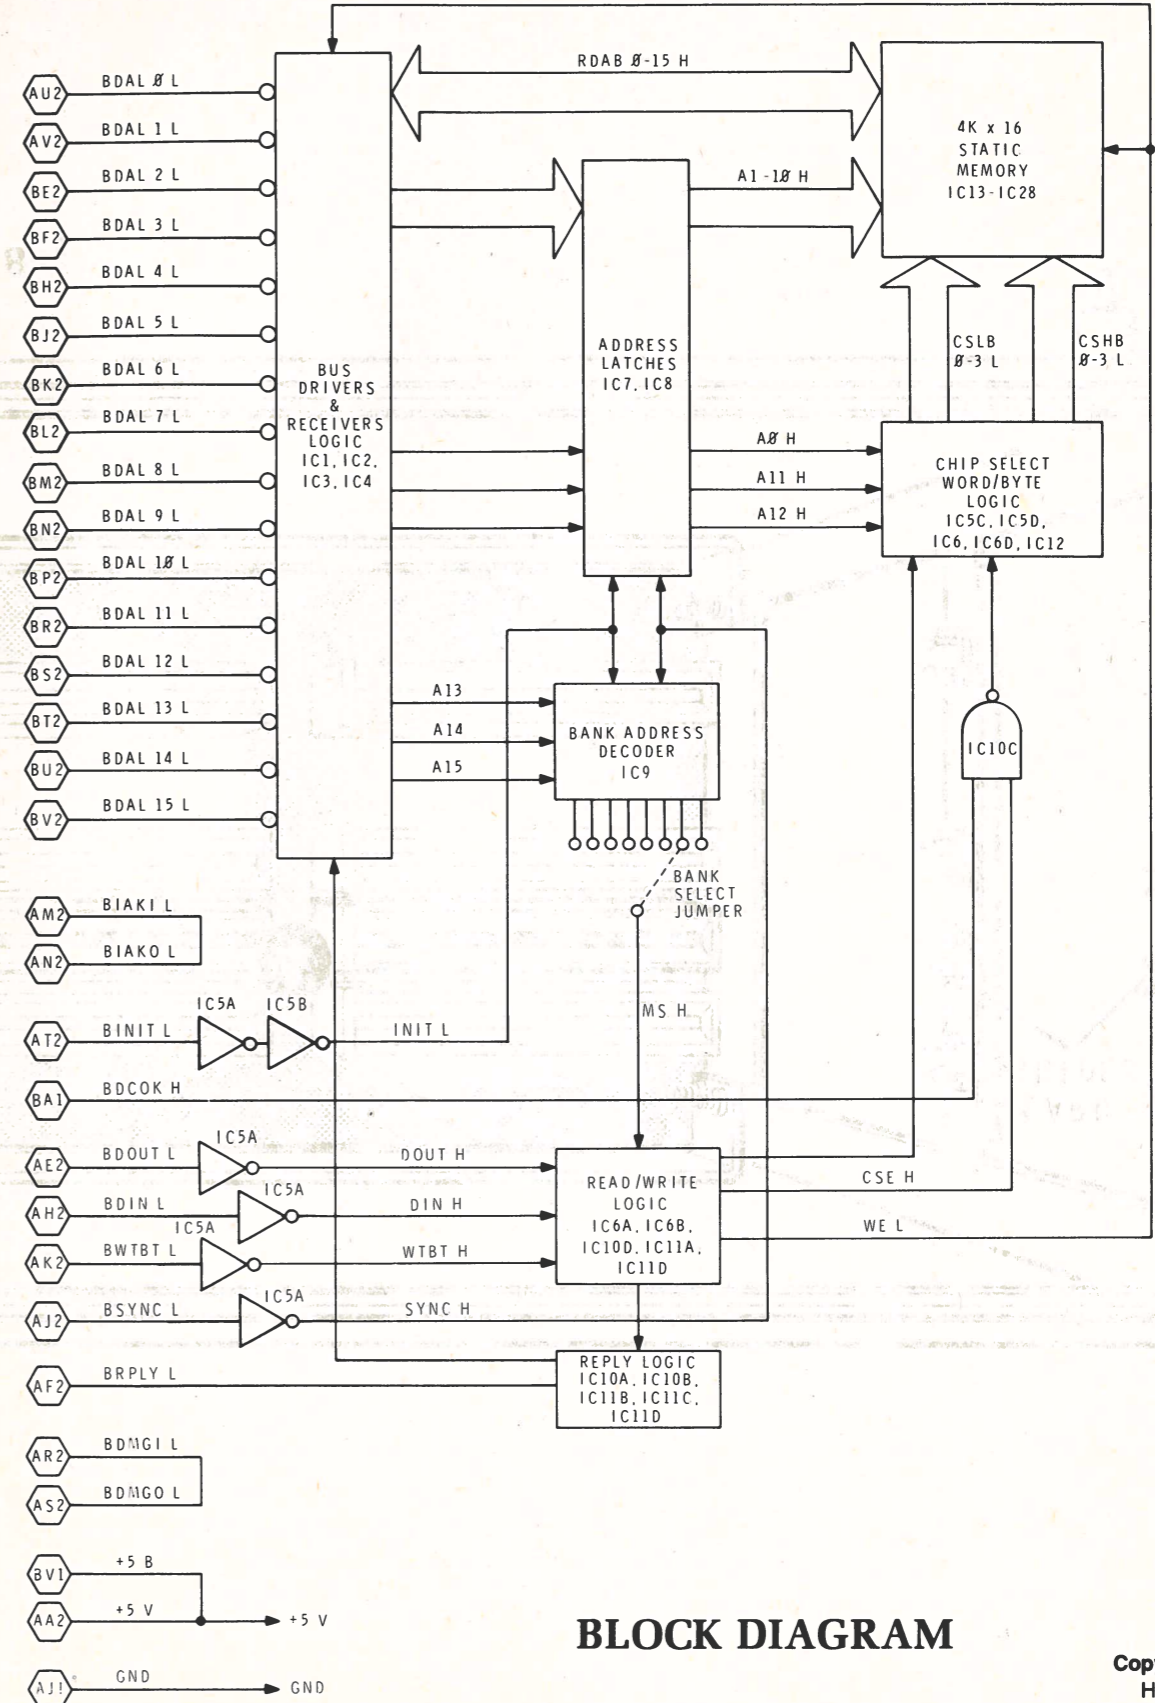 RDAB 0-15 H
AU2 BDAL 0 L
AV2 BDAL 1 L
BE2 BDAL 2 L
BF2 BDAL 3 L
BH2 BDAL 4 L
BJ2 BDAL 5 L
BK2 BDAL 6 L
BL2 BDAL 7 L
BM2 BDAL 8 L
BN2 BDAL 9 L
BP2 BDAL 10 L
BR2 BDAL 11 L
BS2 BDAL 12 L
BT2 BDAL 13 L
BU2 BDAL 14 L
BV2 BDAL 15 L
BUS
DRIVERS
&
RECEIVERS
LOGIC
IC1, IC2,
IC3, IC4
ADDRESS
LATCHES
IC7, IC8
A1-10 H
4K x 16
STATIC
MEMORY
IC13-IC28
CSLB
0-3 L
CSHB
0-3 L
A0 H
A11 H
A12 H
CHIP SELECT
WORD/BYTE
LOGIC
IC5C, IC5D,
IC6, IC6D, IC12
A13
A14
A15
BANK ADDRESS
DECODER
IC9
IC10C
BANK
SELECT
JUMPER
AM2 BIAKI L
AN2 BIAKO L
IC5A IC5B
AT2 BINIT L INIT L
MS H
BA1 BDCOK H
IC5A
AE2 BDOUT L DOUT H
IC5A
AH2 BDIN L DIN H
IC5A
AK2 BWTBT L WTBT H
IC5A
AJ2 BSYNC L SYNC H
READ/WRITE
LOGIC
IC6A, IC6B,
IC10D, IC11A,
IC11D
CSE H
WE L
AF2 BRPLY L
REPLY LOGIC
IC10A, IC10B,
IC11B, IC11C,
IC11D
AR2 BDMGI L
AS2 BDMGO L
BV1 +5 B
AA2 +5 V +5 V
AJ1 GND GND
BLOCK DIAGRAM